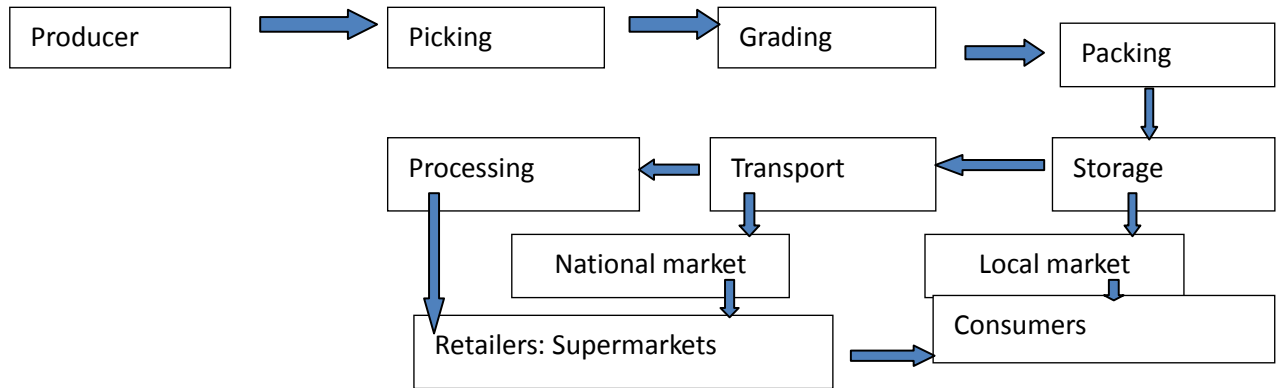 Producer
Picking
Grading
Packing
Processing
Transport
Storage
National market
Local market
Retailers: Supermarkets
Consumers